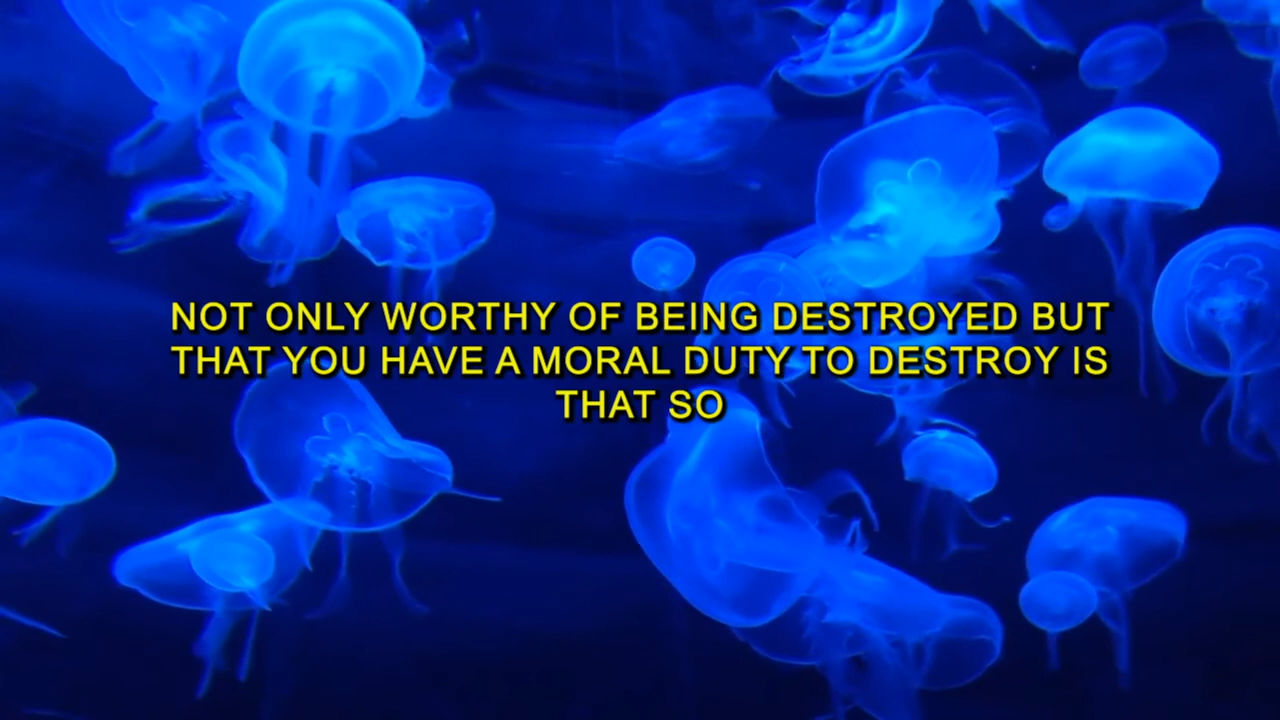 NOT ONLY WORTHY OF BEING DESTROYED BUT
THAT YOU HAVE A MORAL DUTY TO DESTROY IS
THAT SO